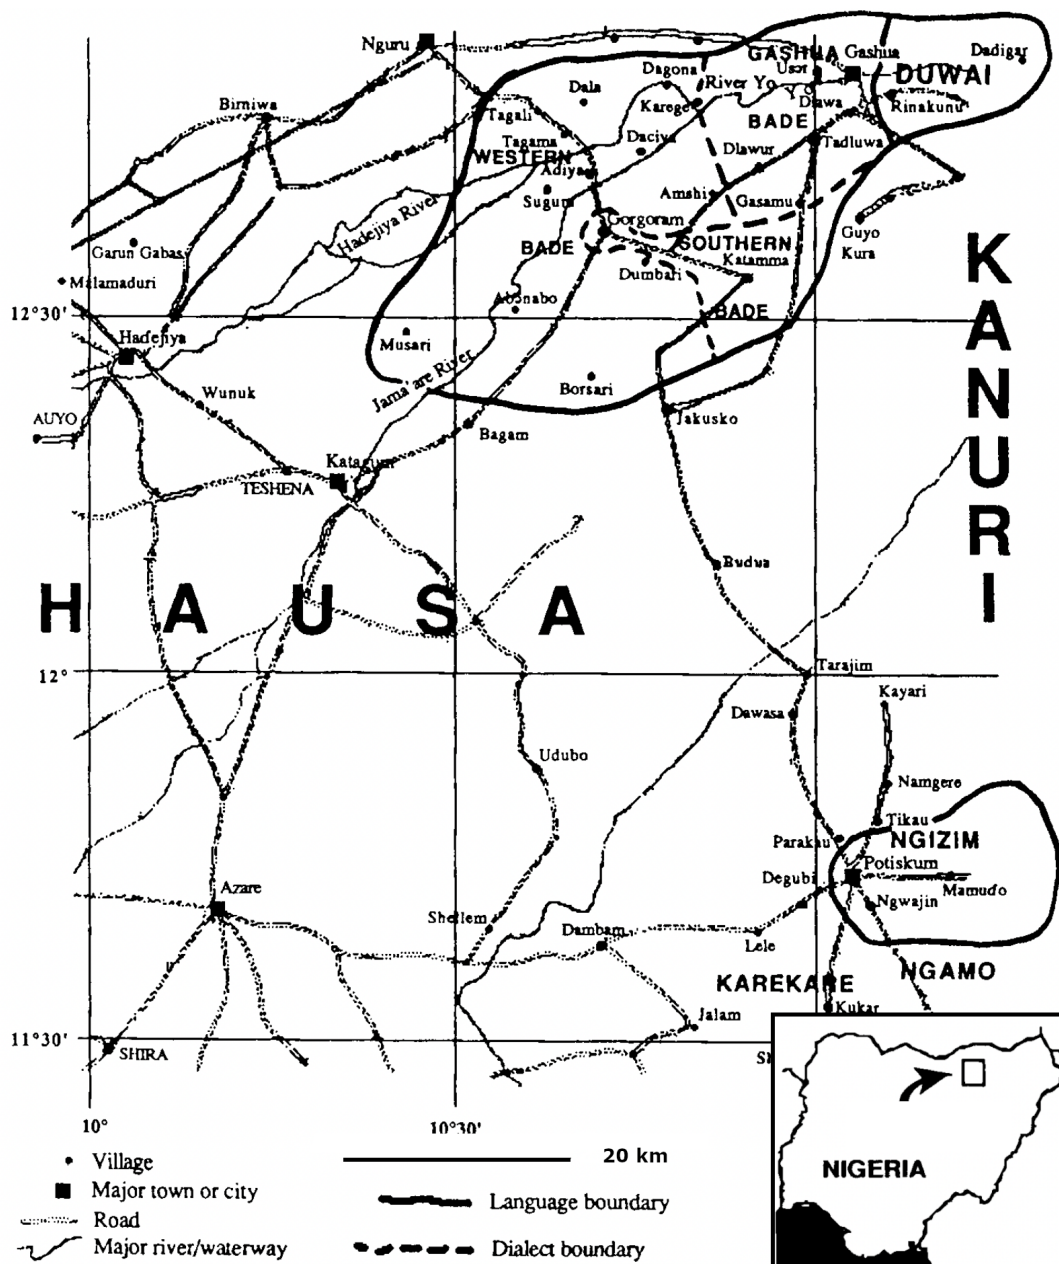 Nguru
GASHUA
Gashua
Dadigar
Dagona
River Yo
DUWAI
Dala
Karege
Birniwa
Rinakunu
Tagali
BADE
Tadluwa
Tagama
Daciya
WESTERN
Dlawur
Adiya
Sugum
Amshi
Gasamu
Hadejiya River
Gorgoram
Guyo
Kura
BADE
SOUTHERN
Garun Gabas
Katamma
Dumbari
Malamaduri
BADE
KANURI
12°30'
Hadejiya
Musari
Jama'are River
Borsari
Wunuk
AUYO
Jakusko
Bagam
Katagum
TESHENA
Budua
HAUSA
12°
Tarajim
Kayari
Dawasa
Udubo
Namgere
Tikau
Parakau
NGIZIM
Potiskum
Azare
Degubi
Mamudo
Ngwajin
Shellem
Dambam
Lele
KAREKARE
NGAMO
Kukar
Jalam
11°30'
SHIRA
10°
10°30'
Village
20 km
Major town or city
Language boundary
Road
Major river/waterway
Dialect boundary
NIGERIA